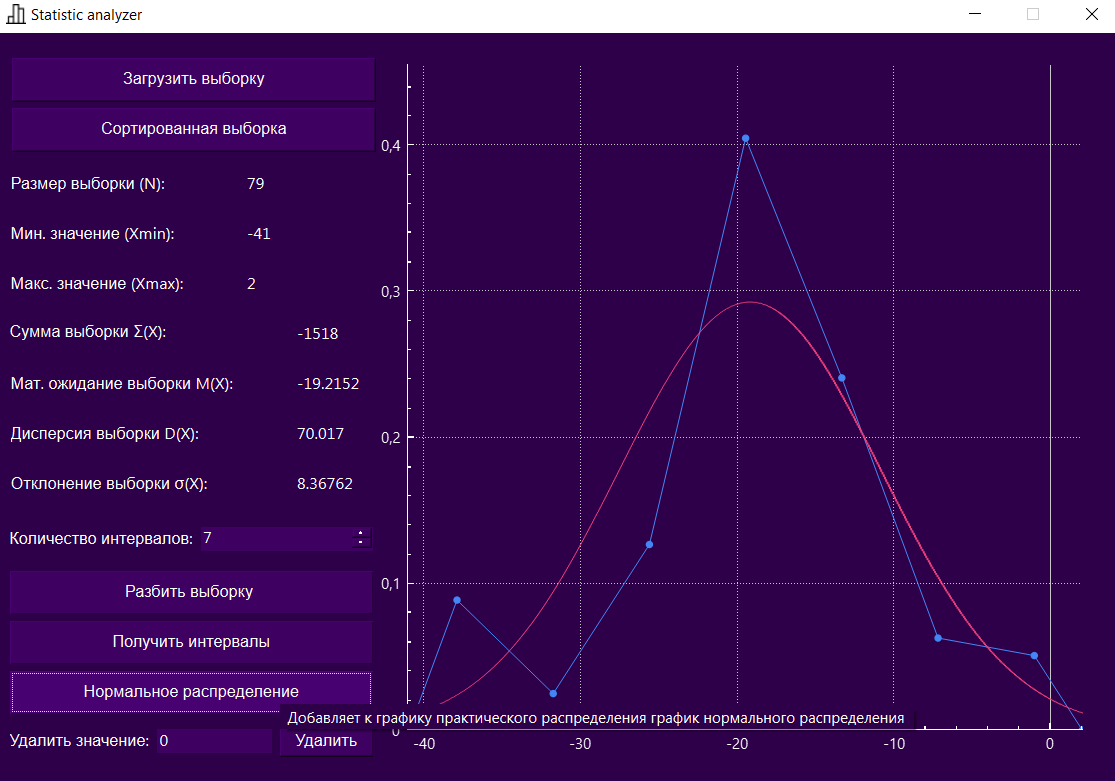 Statistic analyzer
Загрузить выборку
Сортированная выборка
Размер выборки (N): 79
Мин. значение (Xmin): -41
Макс. значение (Xmax): 2
Сумма выборки Σ(X): -1518
Мат. ожидание выборки M(X): -19.2152
Дисперсия выборки D(X): 70.017
Отклонение выборки σ(X): 8.36762
Количество интервалов: 7
Разбить выборку
Получить интервалы
Нормальное распределение
Удалить значение: 0 Удалить
Добавляет к графику практического распределения график нормального распределения
0,4
0,3
0,2
0,1
0
-40 -30 -20 -10 0